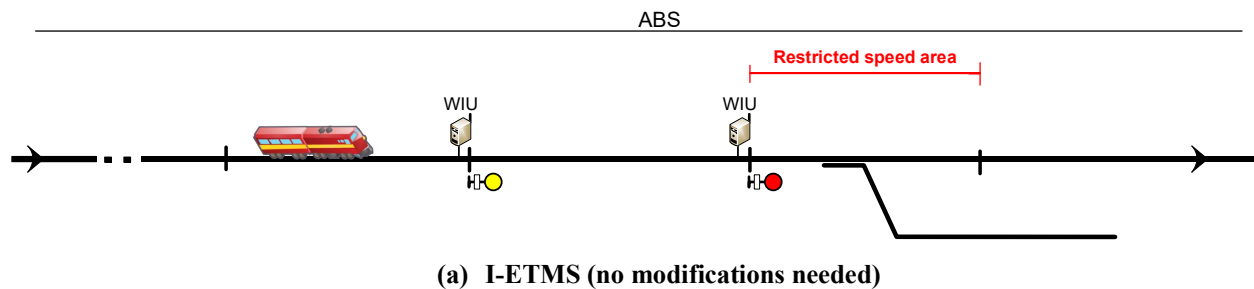 ABS
Restricted speed area
WIU
WIU
(a) I-ETMS (no modifications needed)